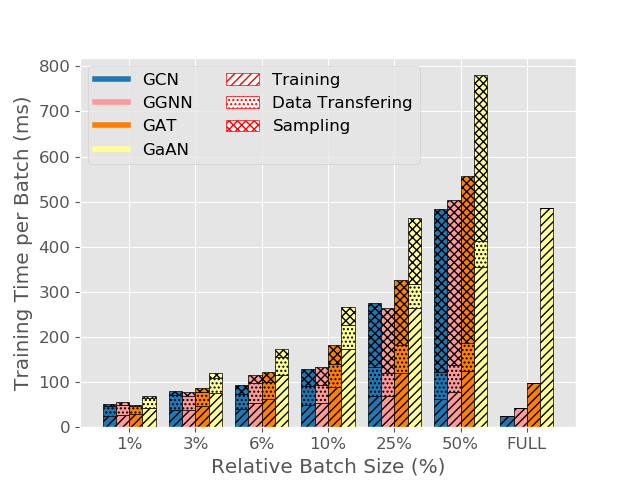 800
700
600
500
400
300
200
100
0
Training Time per Batch (ms)
GCN
GGNN
GAT
GaAN
Training
Data Transfering
Sampling
1% 3% 6% 10% 25% 50% FULL
Relative Batch Size (%)